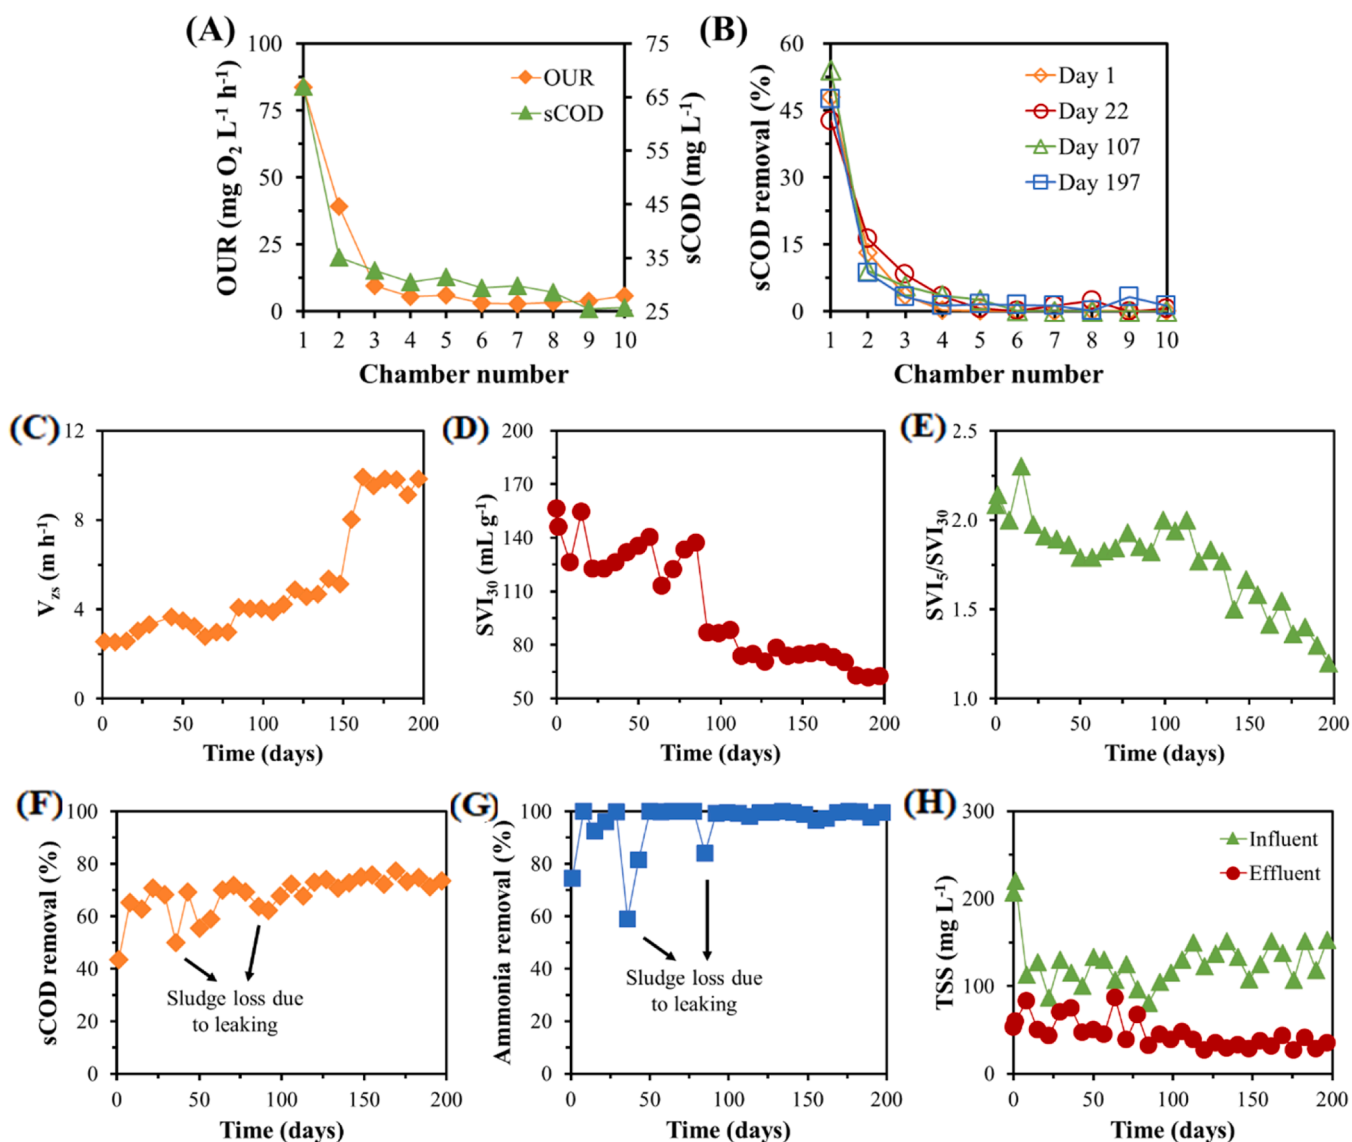 (A)
100
75
50
25
0
OUR (mg O₂ L⁻¹ h⁻¹)
75
65
55
45
35
25
sCOD (mg L⁻¹)
OUR
sCOD
1 2 3 4 5 6 7 8 9 10
Chamber number
(B)
60
45
30
15
0
sCOD removal (%)
Day 1
Day 22
Day 107
Day 197
1 2 3 4 5 6 7 8 9 10
Chamber number
(C)
12
8
4
0
Vzs (m h⁻¹)
0 50 100 150 200
Time (days)
(D)
200
170
140
110
80
50
SVI₃₀ (mL g⁻¹)
0 50 100 150 200
Time (days)
(E)
2.5
2.0
1.5
1.0
SVI₅/SVI₃₀
0 50 100 150 200
Time (days)
(F)
100
80
60
40
20
0
sCOD removal (%)
Sludge loss due
to leaking
0 50 100 150 200
Time (days)
(G)
100
80
60
40
20
0
Ammonia removal (%)
Sludge loss due
to leaking
0 50 100 150 200
Time (days)
(H)
300
200
100
0
TSS (mg L⁻¹)
Influent
Effluent
0 50 100 150 200
Time (days)